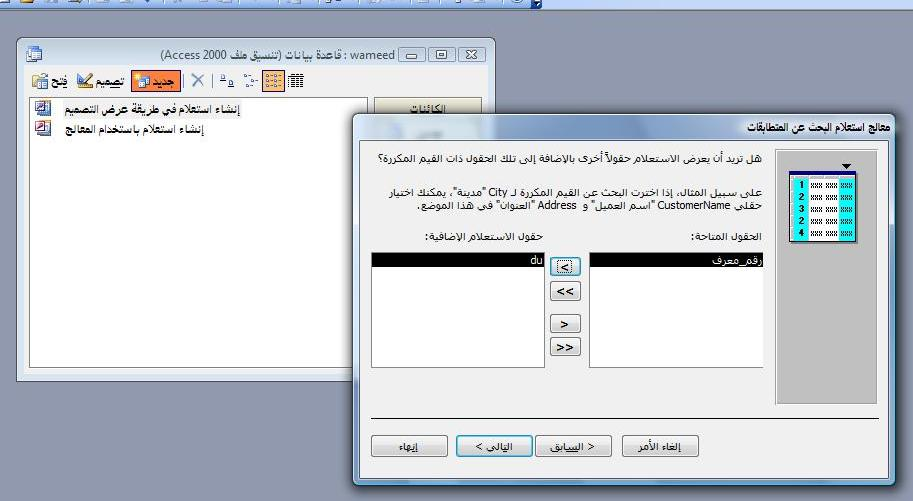 wameed : قاعدة بيانات (تنسيق ملف Access 2000)
فتح تصميم جديد
إنشاء استعلام في طريقة عرض التصميم
إنشاء استعلام باستخدام المعالج
الكائنات
معالج استعلام البحث عن المتطابقات
هل تريد أن يعرض الاستعلام حقولاً أخرى بالإضافة إلى تلك الحقول ذات القيم المكررة؟
على سبيل المثال، إذا اخترت البحث عن القيم المكررة لـ City "مدينة"، يمكنك اختيار
حقلي CustomerName "اسم العميل" و Address "العنوان" في هذا الموضع.
1 xxx xxx xxx
2 xxx xxx xxx
3 xxx xxx xxx
2 xxx xxx xxx
4 xxx xxx xxx
الحقول المتاحة:
حقول الاستعلام الإضافية:
رقم_معرف
du
<
<<
>
>>
إلغاء الأمر
< السابق
التالي >
إنهاء